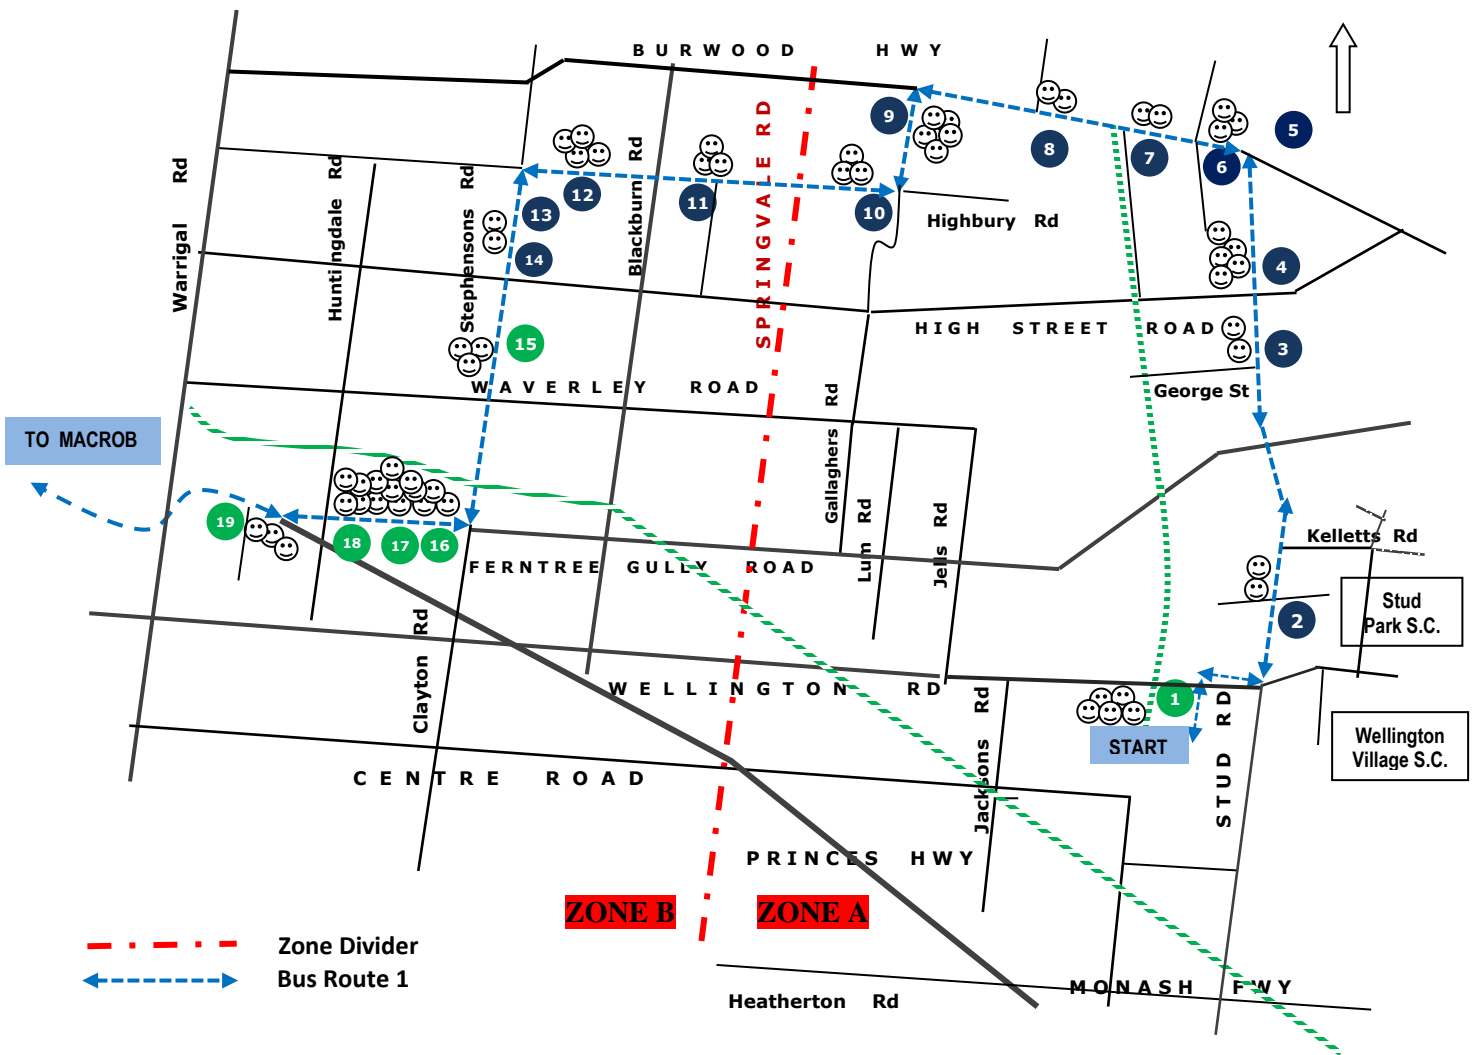 BURWOOD HWY
SPRINGVALE RD
Warrigal Rd
Huntingdale Rd
Stephensons Rd
Blackburn Rd
9
8
7
6
5
13
12
11
10
14
Highbury Rd
4
HIGH STREET ROAD
15
3
WAVERLEY ROAD
George St
Gallaghers Rd
TO MACROB
Lum Rd
Jells Rd
19
18
17
16
Kelletts Rd
FERNTREE GULLY ROAD
Stud
Park S.C.
2
Clayton Rd
WELLINGTON RD
1
START
Jacksons Rd
STUD RD
Wellington
Village S.C.
CENTRE ROAD
PRINCES HWY
ZONE B
ZONE A
Zone Divider
Bus Route 1
MONASH FWY
Heatherton Rd